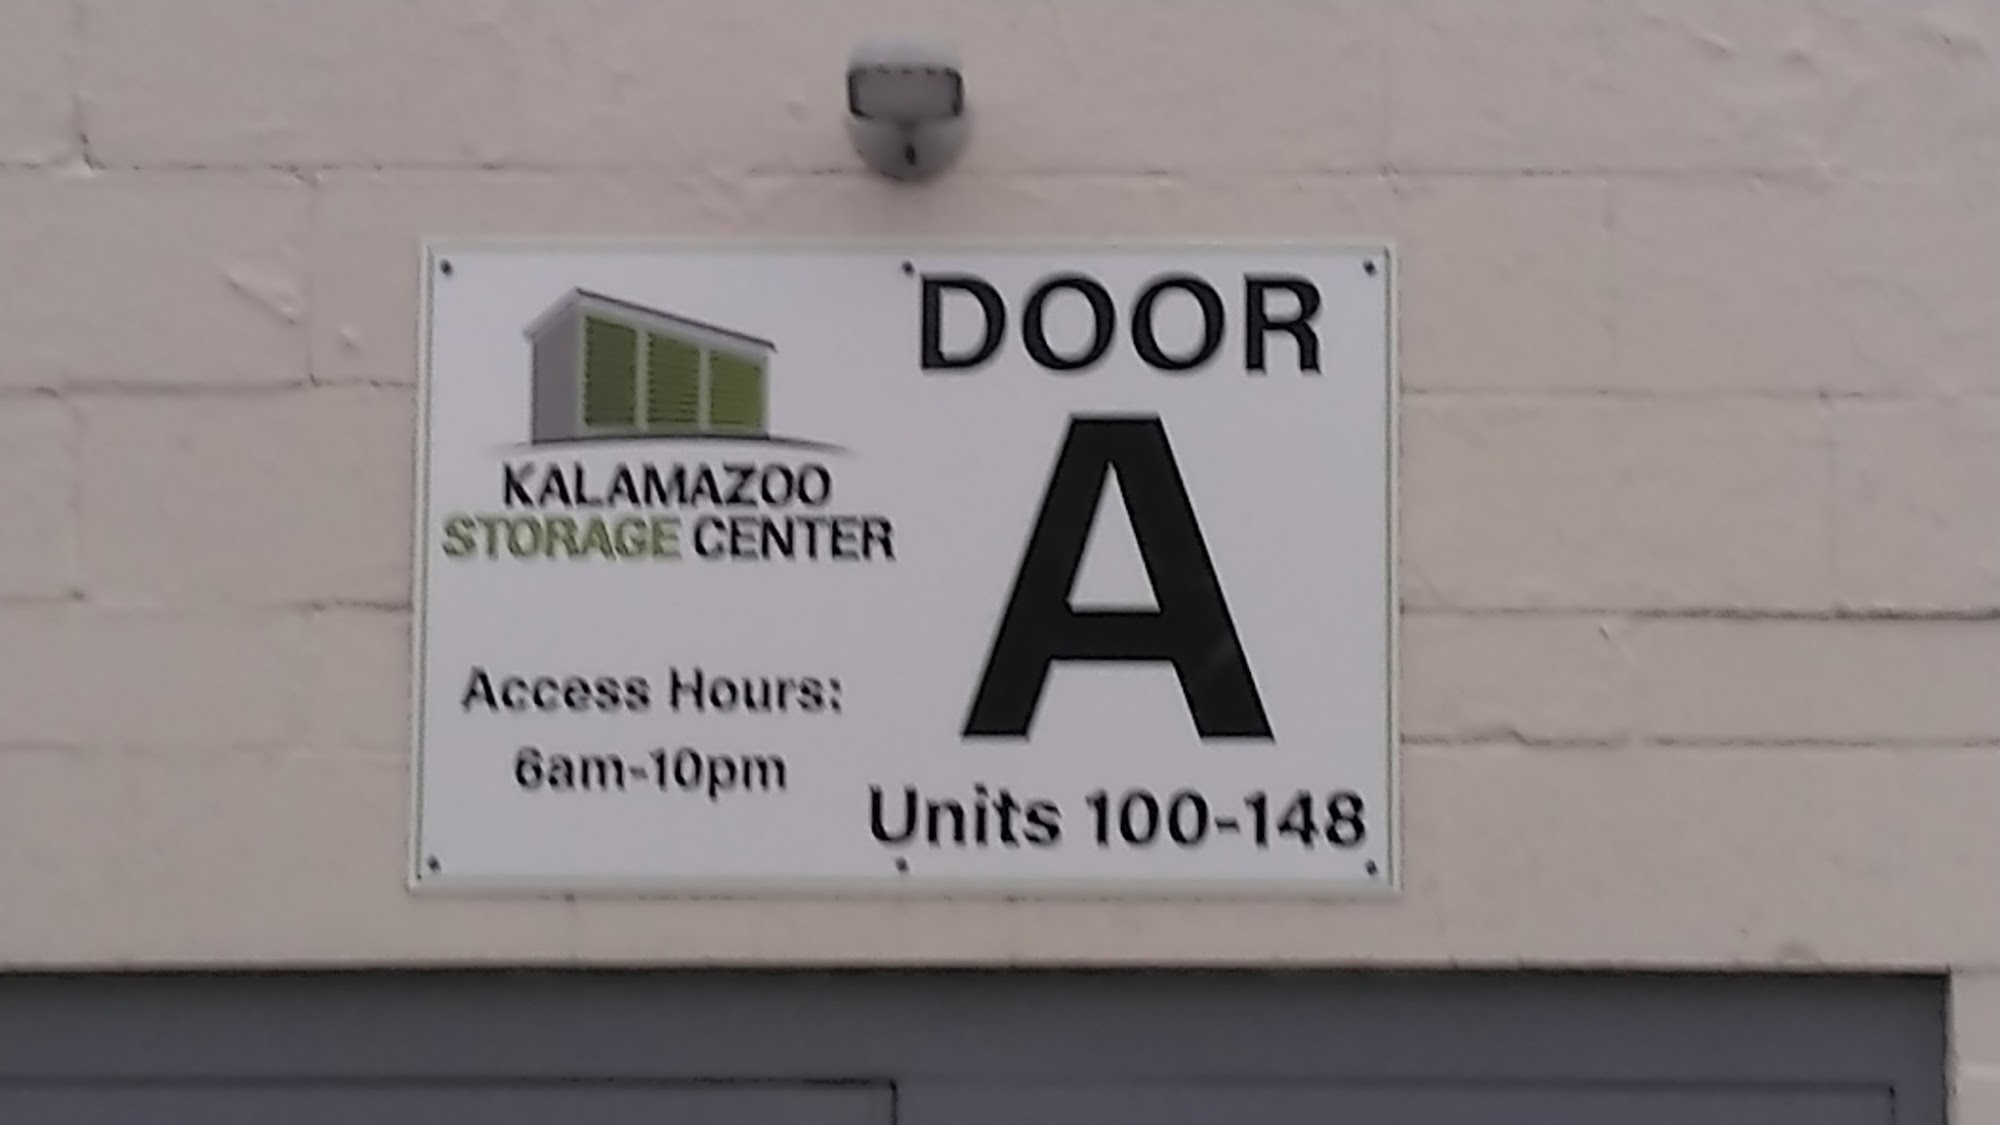 KALAMAZOO
STORAGE CENTER
Access Hours:
6am-10pm
DOOR
A
Units 100-148